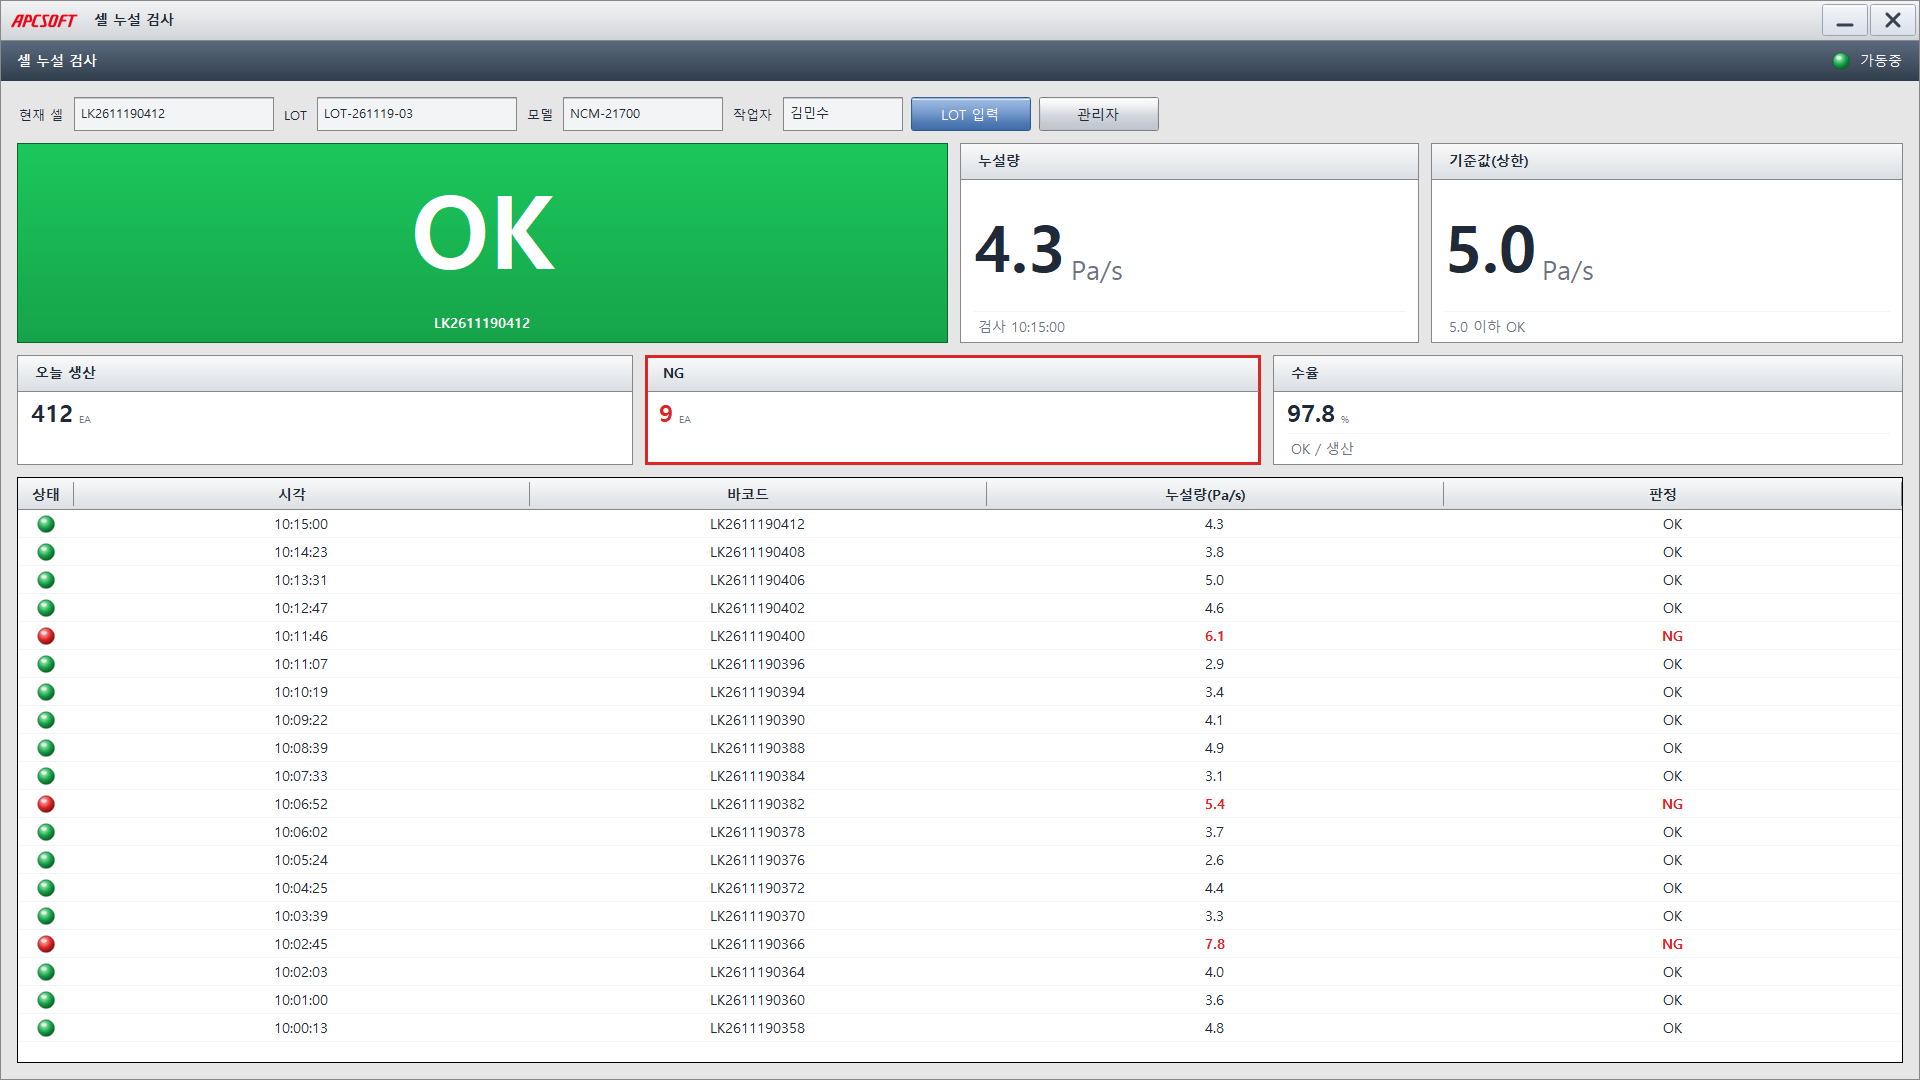 APCSOFT 셀 누설 검사
셀 누설 검사 가동중
현재 셀 LK2611190412 LOT LOT-261119-03 모델 NCM-21700 작업자 김민수 LOT 입력 관리자
OK
LK2611190412
누설량
4.3 Pa/s
검사 10:15:00
기준값(상한)
5.0 Pa/s
5.0 이하 OK
오늘 생산
412 EA
NG
9 EA
수율
97.8 %
OK / 생산
상태 시각 바코드 누설량(Pa/s) 판정
10:15:00 LK2611190412 4.3 OK
10:14:23 LK2611190408 3.8 OK
10:13:31 LK2611190406 5.0 OK
10:12:47 LK2611190402 4.6 OK
10:11:46 LK2611190400 6.1 NG
10:11:07 LK2611190396 2.9 OK
10:10:19 LK2611190394 3.4 OK
10:09:22 LK2611190390 4.1 OK
10:08:39 LK2611190388 4.9 OK
10:07:33 LK2611190384 3.1 OK
10:06:52 LK2611190382 5.4 NG
10:06:02 LK2611190378 3.7 OK
10:05:24 LK2611190376 2.6 OK
10:04:25 LK2611190372 4.4 OK
10:03:39 LK2611190370 3.3 OK
10:02:45 LK2611190366 7.8 NG
10:02:03 LK2611190364 4.0 OK
10:01:00 LK2611190360 3.6 OK
10:00:13 LK2611190358 4.8 OK